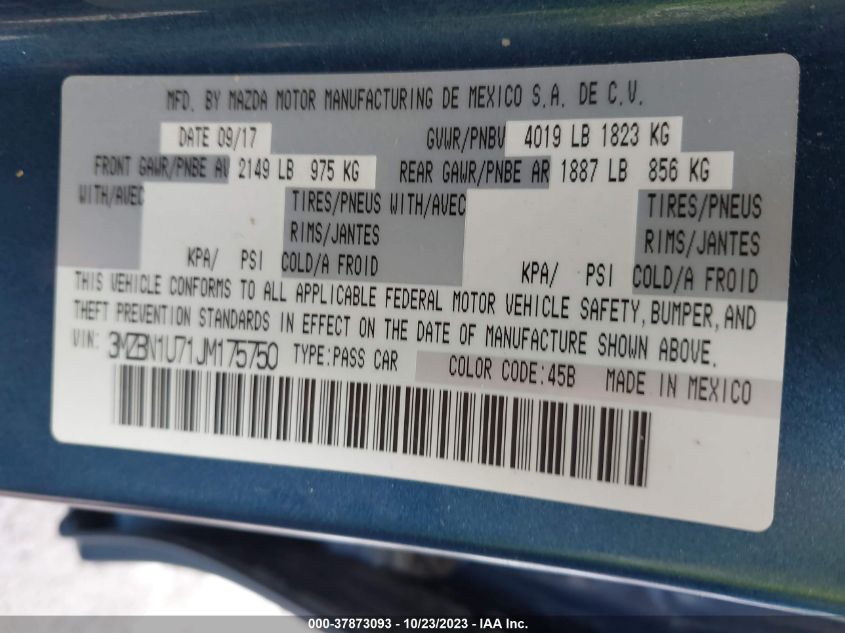 MFD. BY MAZDA MOTOR MANUFACTURING DE MEXICO S.A. DE C.V.
DATE 09/17 GVWR/PNBV 4019 LB 1823 KG
FRONT GAWR/PNBE AV 2149 LB 975 KG REAR GAWR/PNBE AR 1887 LB 856 KG
WITH/AVEC TIRES/PNEUS WITH/AVEC TIRES/PNEUS
RIMS/JANTES RIMS/JANTES
KPA/ PSI COLD/A FROID KPA/ PSI COLD/A FROID
THIS VEHICLE CONFORMS TO ALL APPLICABLE FEDERAL MOTOR VEHICLE SAFETY, BUMPER, AND
THEFT PREVENTION STANDARDS IN EFFECT ON THE DATE OF MANUFACTURE SHOWN ABOVE.
VIN: 3MZBN1U71JM175750 TYPE:PASS CAR COLOR CODE:45B MADE IN MEXICO
000-37873093 - 10/23/2023 - IAA Inc.